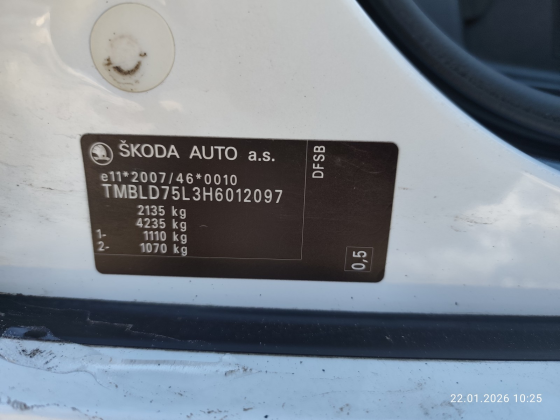 ŠKODA AUTO a.s.
e11*2007/46*0010
TMBLD75L3H6012097
- 2135 kg
4235 kg
1- 1110 kg
2- 1070 kg
DFSB
0,5
22.01.2026 10:25